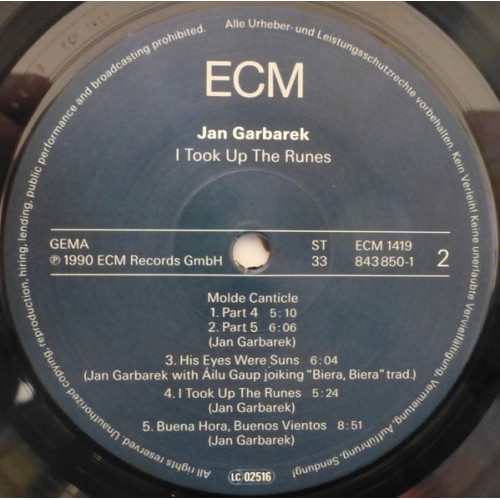 All rights reserved. Unauthorized copying, reproduction, hiring, lending, public performance and broadcasting prohibited.
Alle Urheber- und Leistungsschutzrechte vorbehalten. Kein Verleih! Keine unerlaubte Vervielfältigung, Vermietung, Aufführung, Sendung!
ECM
Jan Garbarek
I Took Up The Runes
GEMA ST ECM 1419
℗ 1990 ECM Records GmbH 33 843 850-1 2
Molde Canticle
1. Part 4 5:10
2. Part 5 6:06
(Jan Garbarek)
3. His Eyes Were Suns 6:04
(Jan Garbarek with Áilu Gaup joiking "Biera, Biera" trad.)
4. I Took Up The Runes 5:24
(Jan Garbarek)
5. Buena Hora, Buenos Vientos 8:51
(Jan Garbarek)
LC 02516